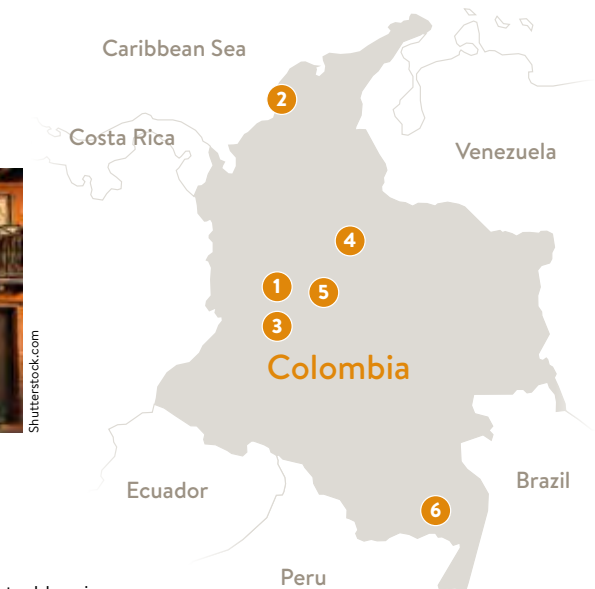 Caribbean Sea
2
Costa Rica
Venezuela
4
1
5
3
Shutterstock.com
Colombia
Ecuador
Brazil
6
Peru